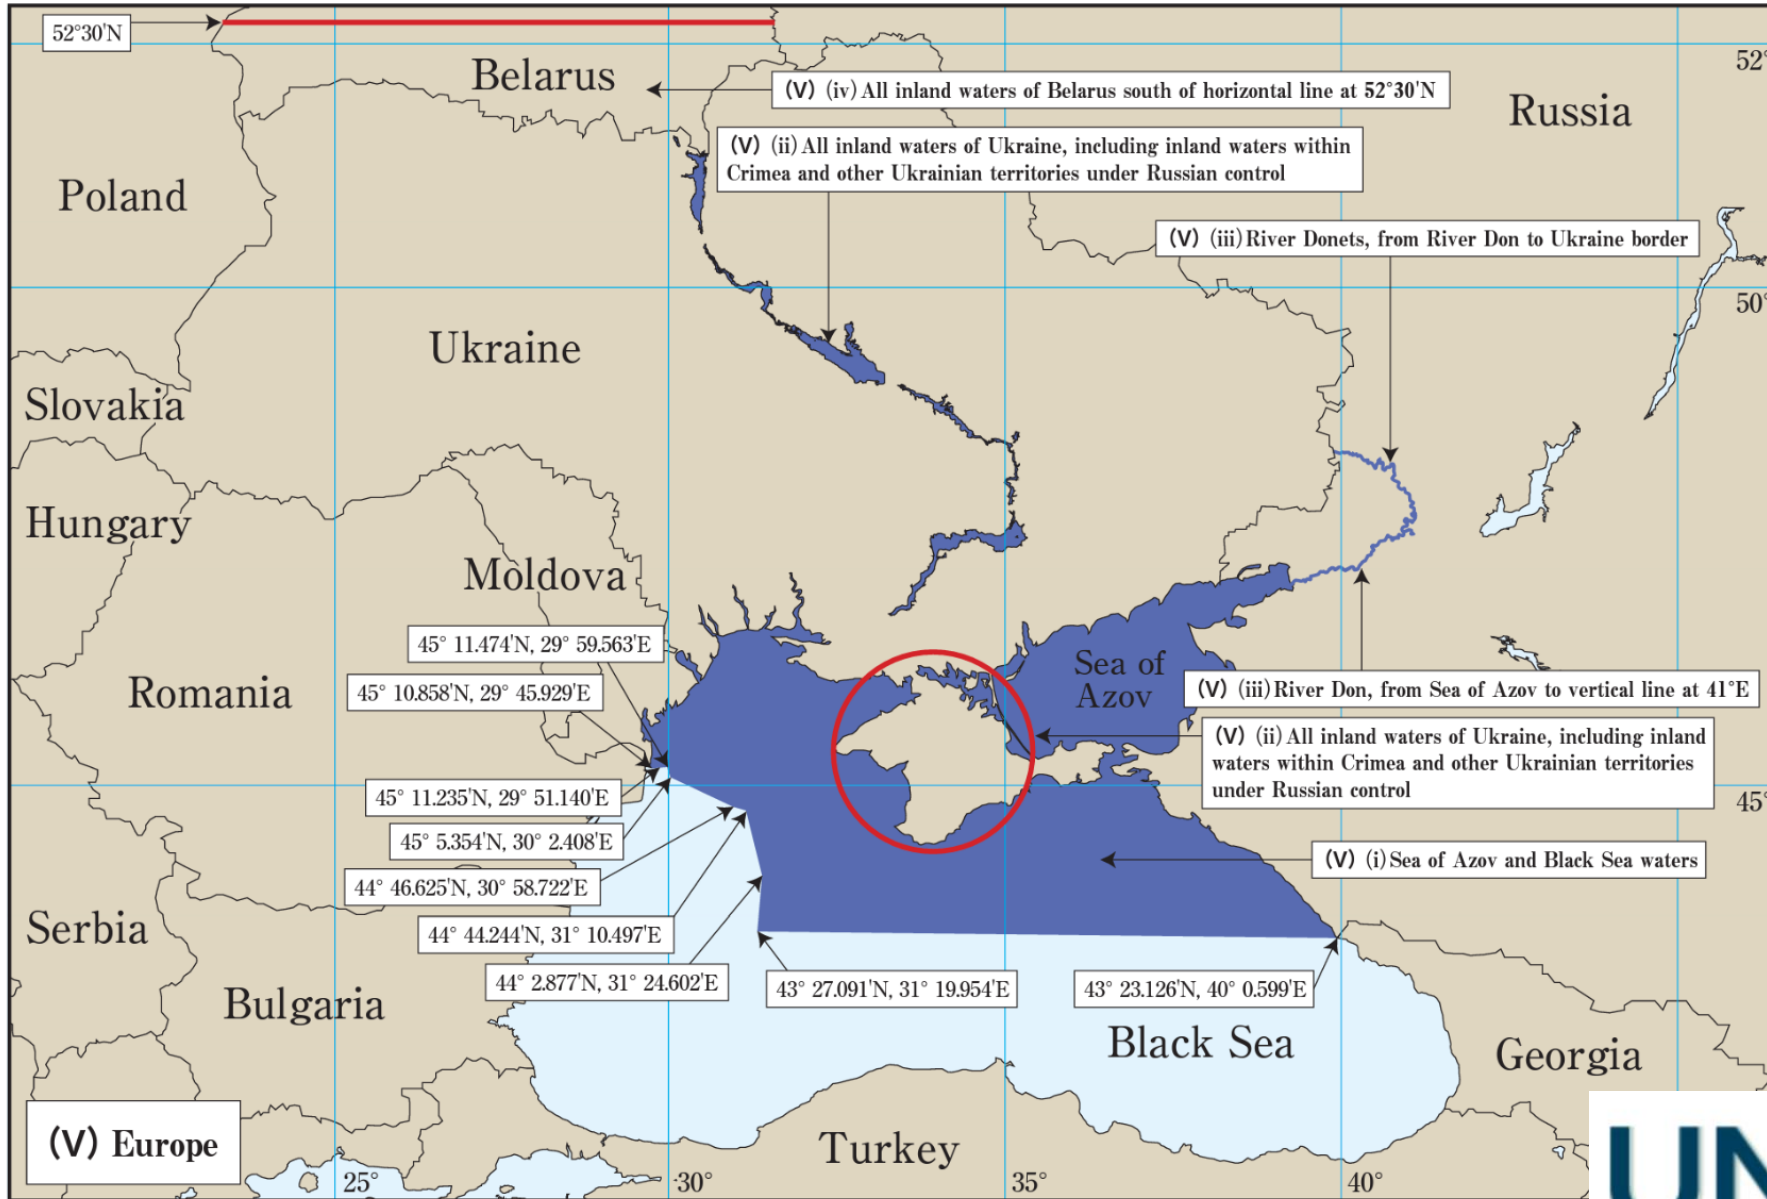 52°30'N
52°
Belarus
(V) (iv) All inland waters of Belarus south of horizontal line at 52°30'N
Russia
(V) (ii) All inland waters of Ukraine, including inland waters within
Crimea and other Ukrainian territories under Russian control
Poland
(V) (iii) River Donets, from River Don to Ukraine border
50°
Ukraine
Slovakia
Hungary
Moldova
45° 11.474'N, 29° 59.563'E
Sea of
Azov
Romania
45° 10.858'N, 29° 45.929'E
(V) (iii) River Don, from Sea of Azov to vertical line at 41°E
(V) (ii) All inland waters of Ukraine, including inland
waters within Crimea and other Ukrainian territories
under Russian control
45° 11.235'N, 29° 51.140'E
45°
45° 5.354'N, 30° 2.408'E
(V) (i) Sea of Azov and Black Sea waters
44° 46.625'N, 30° 58.722'E
Serbia
44° 44.244'N, 31° 10.497'E
44° 2.877'N, 31° 24.602'E
43° 27.091'N, 31° 19.954'E
43° 23.126'N, 40° 0.599'E
Bulgaria
Black Sea
Georgia
(V) Europe
Turkey
UN
25°
30°
35°
40°